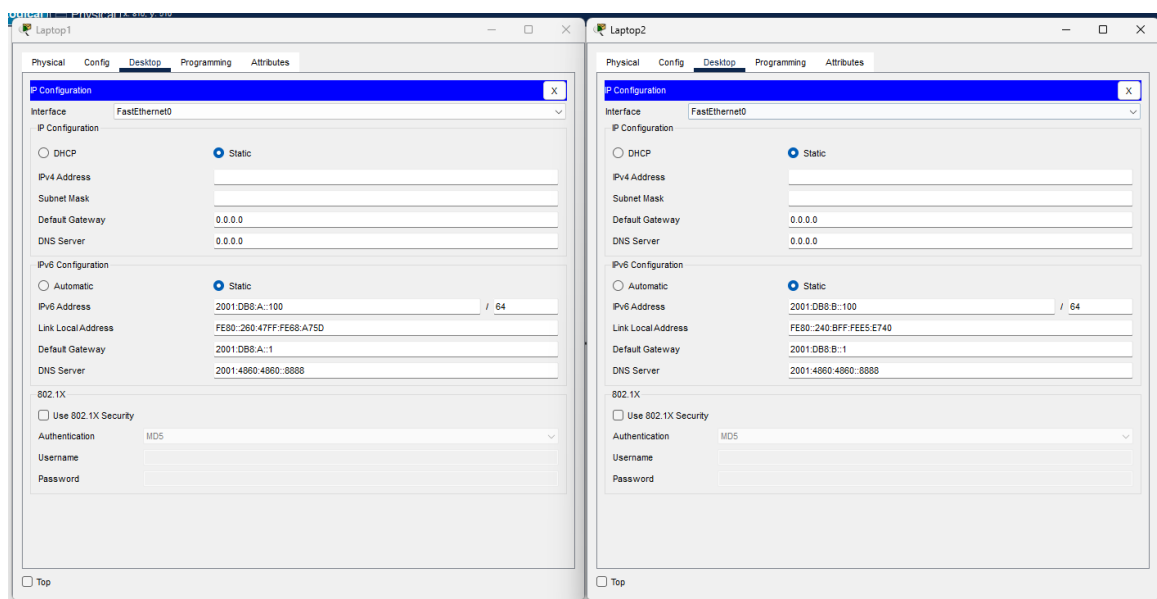 Laptop1
Physical Config Desktop Programming Attributes
IP Configuration X
Interface FastEthernet0
IP Configuration
DHCP Static
IPv4 Address
Subnet Mask
Default Gateway 0.0.0.0
DNS Server 0.0.0.0
IPv6 Configuration
Automatic Static
IPv6 Address 2001:DB8:A::100 / 64
Link Local Address FE80::260:47FF:FE68:A75D
Default Gateway 2001:DB8:A::1
DNS Server 2001:4860:4860::8888
802.1X
Use 802.1X Security
Authentication MD5
Username
Password
Top
Laptop2
Physical Config Desktop Programming Attributes
IP Configuration X
Interface FastEthernet0
IP Configuration
DHCP Static
IPv4 Address
Subnet Mask
Default Gateway 0.0.0.0
DNS Server 0.0.0.0
IPv6 Configuration
Automatic Static
IPv6 Address 2001:DB8:B::100 / 64
Link Local Address FE80::240:BFF:FEE5:E740
Default Gateway 2001:DB8:B::1
DNS Server 2001:4860:4860::8888
802.1X
Use 802.1X Security
Authentication MD5
Username
Password
Top